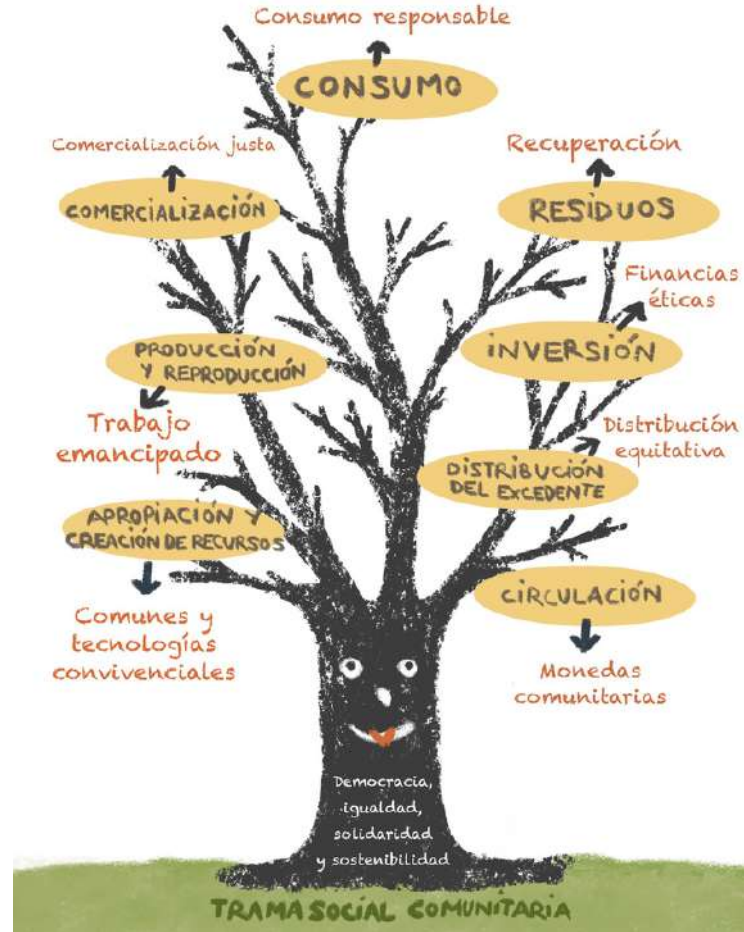 Consumo responsable
CONSUMO
Comercialización justa
COMERCIALIZACIÓN
Recuperación
RESIDUOS
Financias
éticas
INVERSIÓN
PRODUCCIÓN
Y REPRODUCCIÓN
Trabajo
emancipado
Distribución
equitativa
DISTRIBUCIÓN
DEL EXCEDENTE
APROPIACIÓN Y
CREACIÓN DE RECURSOS
Comunes y
tecnologías
convivenciales
CIRCULACIÓN
Monedas
comunitarias
Democracia,
igualdad,
solidaridad
y sostenibilidad
TRAMA SOCIAL COMUNITARIA